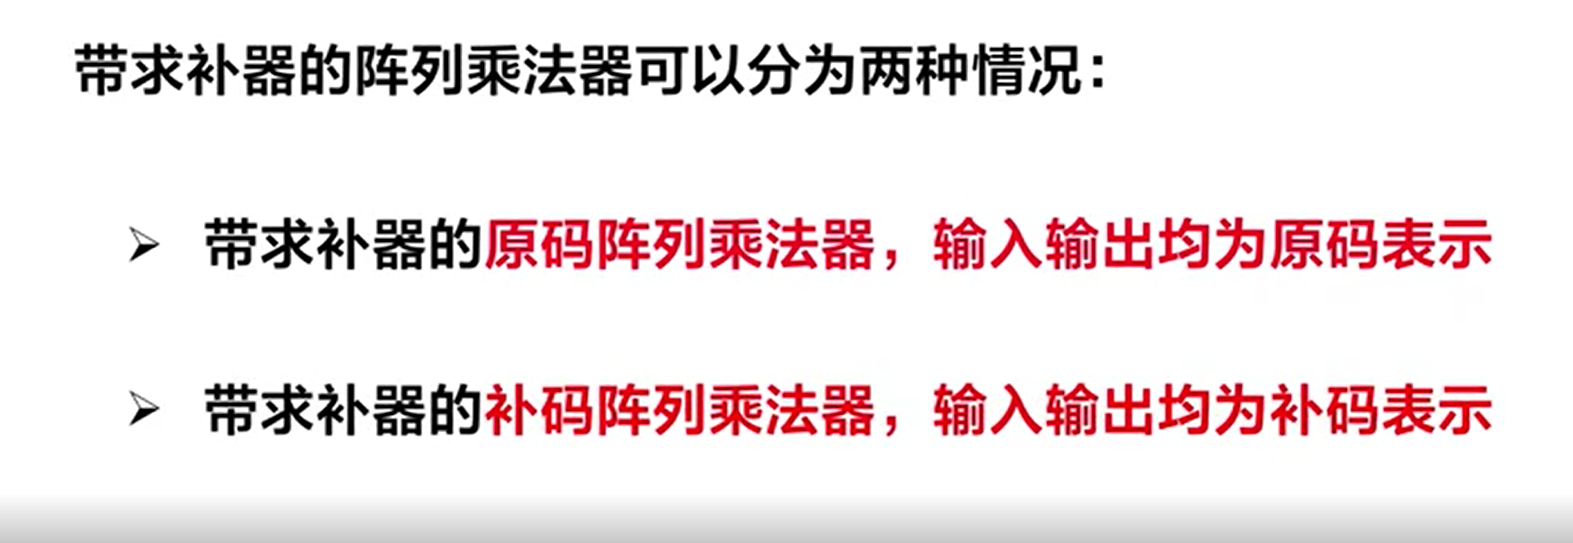 带求补器的阵列乘法器可以分为两种情况：
带求补器的原码阵列乘法器，输入输出均为原码表示
带求补器的补码阵列乘法器，输入输出均为补码表示